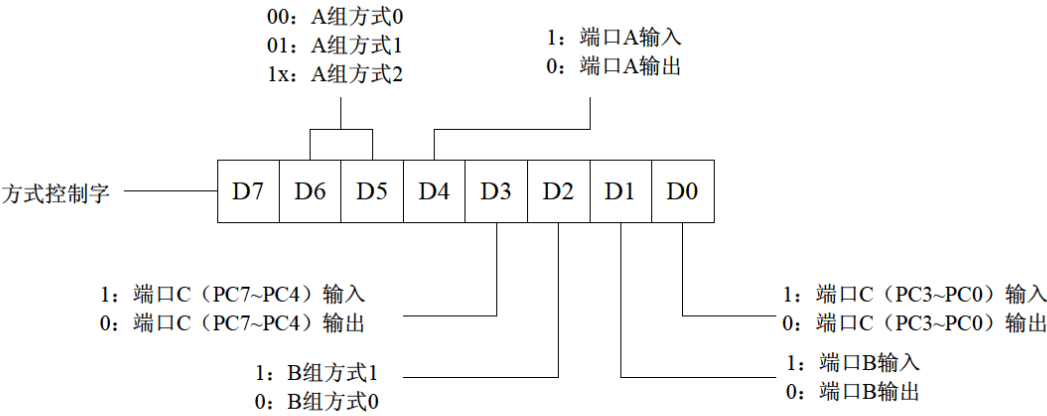 00：A组方式0
01：A组方式1
1x：A组方式2
1：端口A输入
0：端口A输出
方式控制字
D7 D6 D5 D4 D3 D2 D1 D0
1：端口C（PC7~PC4）输入
0：端口C（PC7~PC4）输出
1：端口C（PC3~PC0）输入
0：端口C（PC3~PC0）输出
1：B组方式1
0：B组方式0
1：端口B输入
0：端口B输出